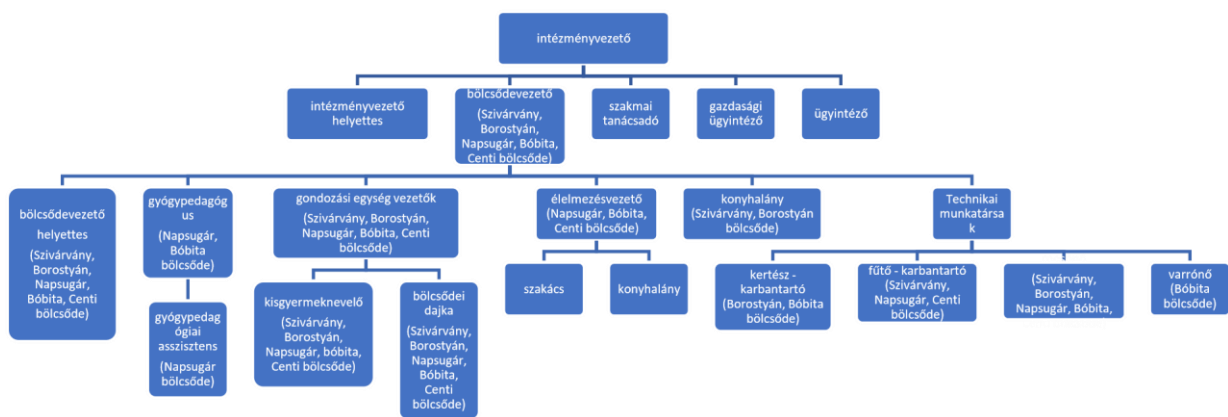 intézményvezető
intézményvezető
helyettes
bölcsődevezető
(Szivárvány,
Borostyán,
Napsugár, Bóbita,
Centi bölcsőde)
szakmai
tanácsadó
gazdasági
ügyintéző
ügyintéző
bölcsődevezető
helyettes
(Szivárvány,
Borostyán,
Napsugár,
Bóbita, Centi
bölcsőde)
gyógypedagóg
us
(Napsugár,
Bóbita
bölcsőde)
gyógypedag
ógiai
asszisztens
(Napsugár
bölcsőde)
gondozási egység vezetők
(Szivárvány, Borostyán,
Napsugár, Bóbita, Centi
bölcsőde)
kisgyermeknevelő
(Szivárvány,
Borostyán,
Napsugár, bóbita,
Centi bölcsőde)
bölcsődei
dajka
(Szivárvány,
Borostyán,
Napsugár,
Bóbita,
Centi
bölcsőde)
élelmezésvezető
(Napsugár, Bóbita,
Centi bölcsőde)
szakács
konyhalány
konyhalány
(Szivárvány, Borostyán
bölcsőde)
Technikai
munkatársa
k
kertész -
karbantartó
(Borostyán, Bóbita
bölcsőde)
fűtő - karbantartó
(Szivárvány,
Napsugár, Centi
bölcsőde)
(Szivárvány,
Borostyán,
Napsugár, Bóbita,
varrónő
(Bóbita
bölcsőde)